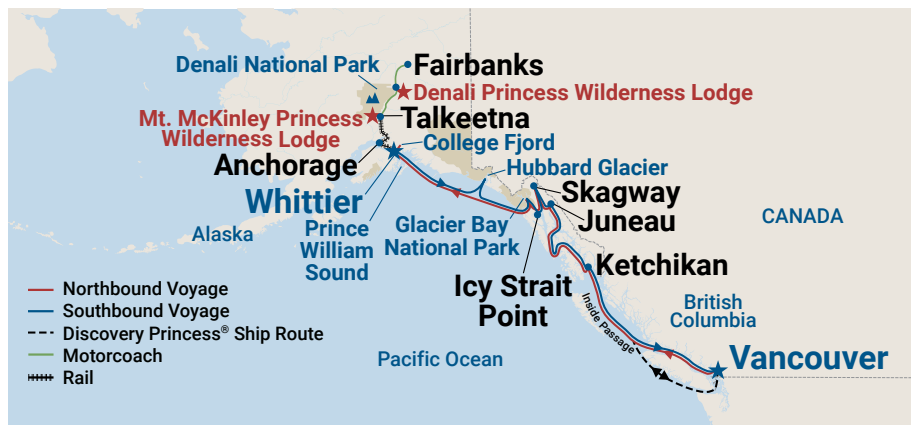 Fairbanks
Denali National Park
Denali Princess Wilderness Lodge
Mt. McKinley Princess
Wilderness Lodge
Talkeetna
College Fjord
Anchorage
Hubbard Glacier
Whittier
Skagway
Juneau
Prince
William
Sound
Glacier Bay
National Park
CANADA
Alaska
Ketchikan
Icy Strait
Point
Northbound Voyage
Southbound Voyage
Discovery Princess® Ship Route
Motorcoach
Rail
Inside Passage
British
Columbia
Pacific Ocean
Vancouver